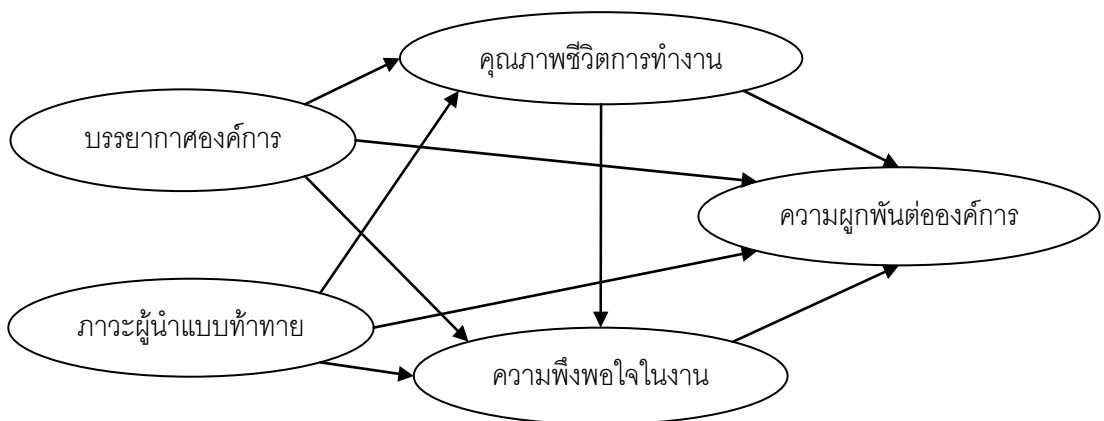 คุณภาพชีวิตการทำงาน
บรรยากาศองค์การ
ความผูกพันต่อองค์การ
ภาวะผู้นำแบบท้าทาย
ความพึงพอใจในงาน